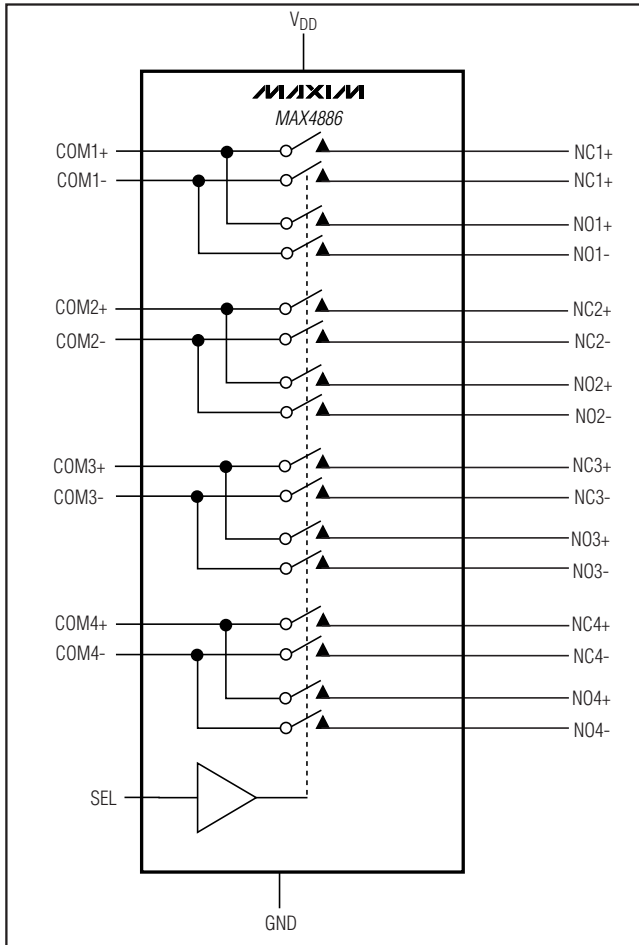 VDD
MAXIM
MAX4886
COM1+ NC1+
COM1- NC1+
NO1+
NO1-
COM2+ NC2+
COM2- NC2-
NO2+
NO2-
COM3+ NC3+
COM3- NC3-
NO3+
NO3-
COM4+ NC4+
COM4- NC4-
NO4+
NO4-
SEL
GND